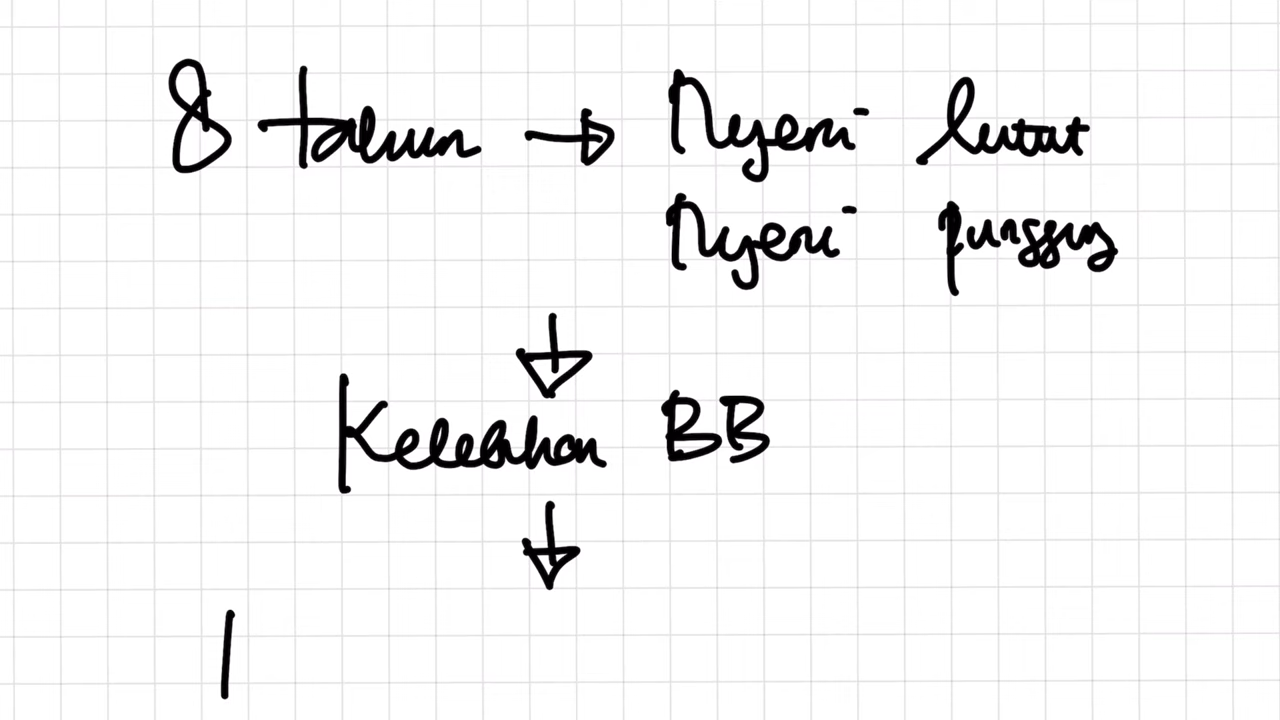 8 tahun → Nyeri lutut
Nyeri punggung
↓
Kelebihan BB
↓